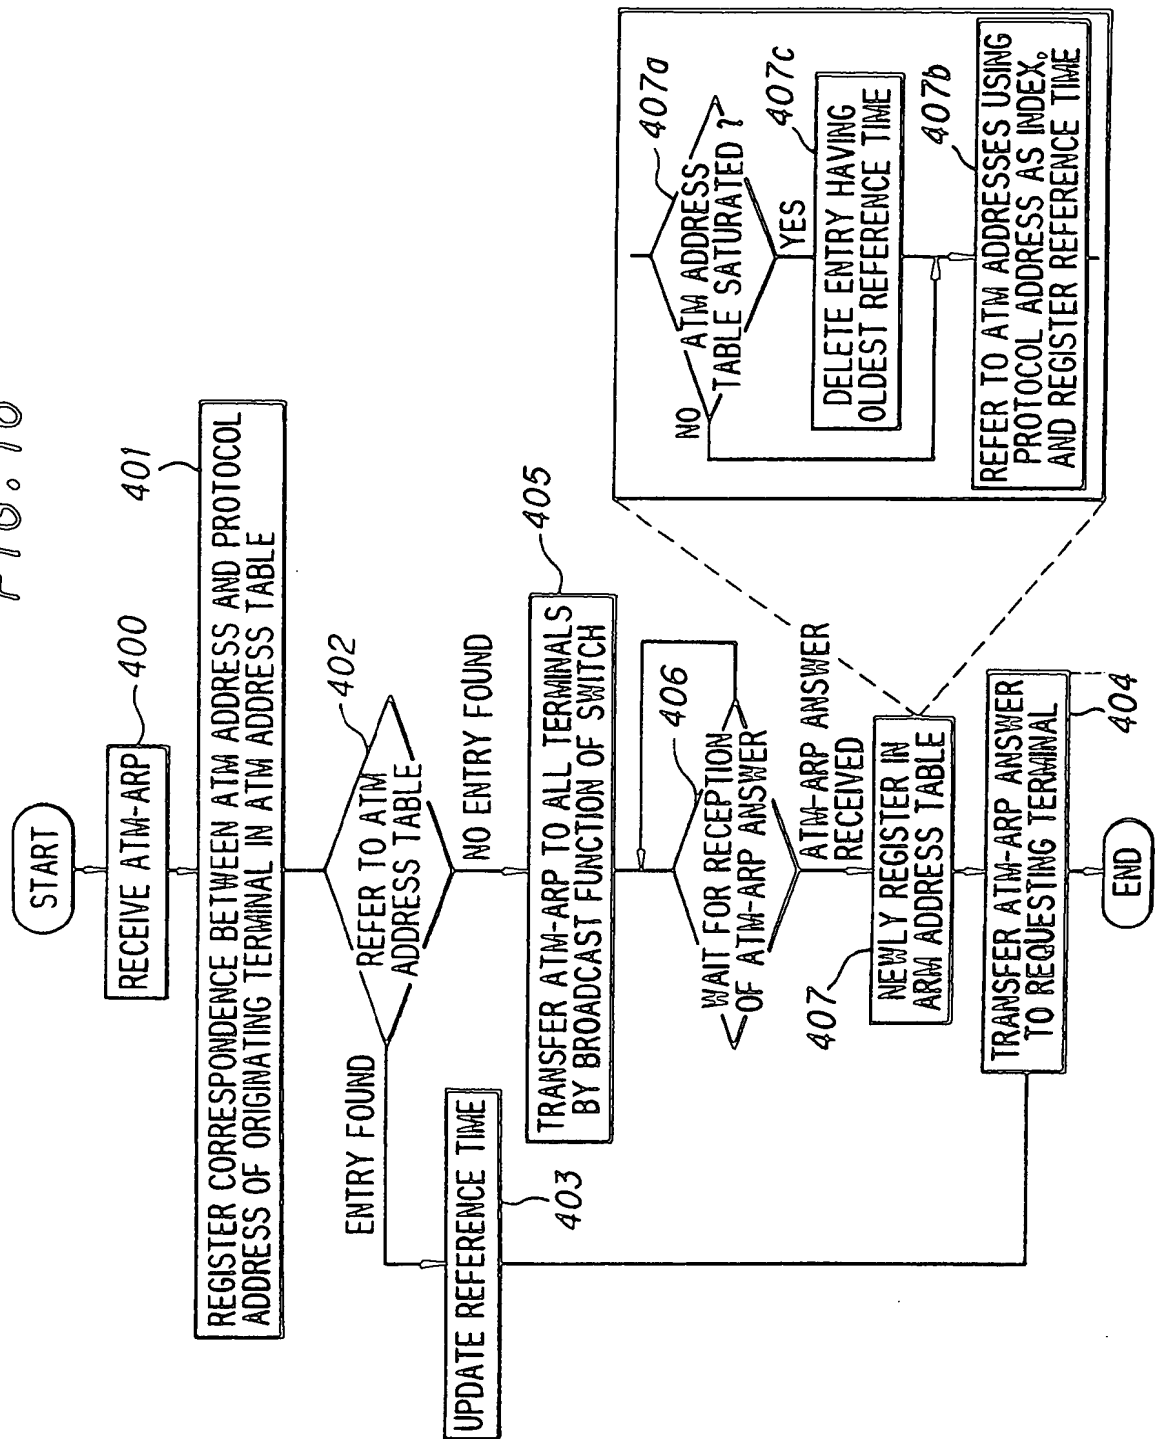 FIG. 10
START
400
RECEIVE ATM-ARP
401
REGISTER CORRESPONDENCE BETWEEN ATM ADDRESS AND PROTOCOL
ADDRESS OF ORIGINATING TERMINAL IN ATM ADDRESS TABLE
402
REFER TO ATM
ADDRESS TABLE
ENTRY FOUND
NO ENTRY FOUND
UPDATE REFERENCE TIME
403
405
TRANSFER ATM-ARP TO ALL TERMINALS
BY BROADCAST FUNCTION OF SWITCH
406
WAIT FOR RECEPTION
OF ATM-ARP ANSWER
ATM-ARP ANSWER
RECEIVED
407
NEWLY REGISTER IN
ARM ADDRESS TABLE
TRANSFER ATM-ARP ANSWER
TO REQUESTING TERMINAL
404
END
407a
ATM ADDRESS
TABLE SATURATED ?
NO
YES
407c
DELETE ENTRY HAVING
OLDEST REFERENCE TIME
407b
REFER TO ATM ADDRESSES USING
PROTOCOL ADDRESS AS INDEX,
AND REGISTER REFERENCE TIME